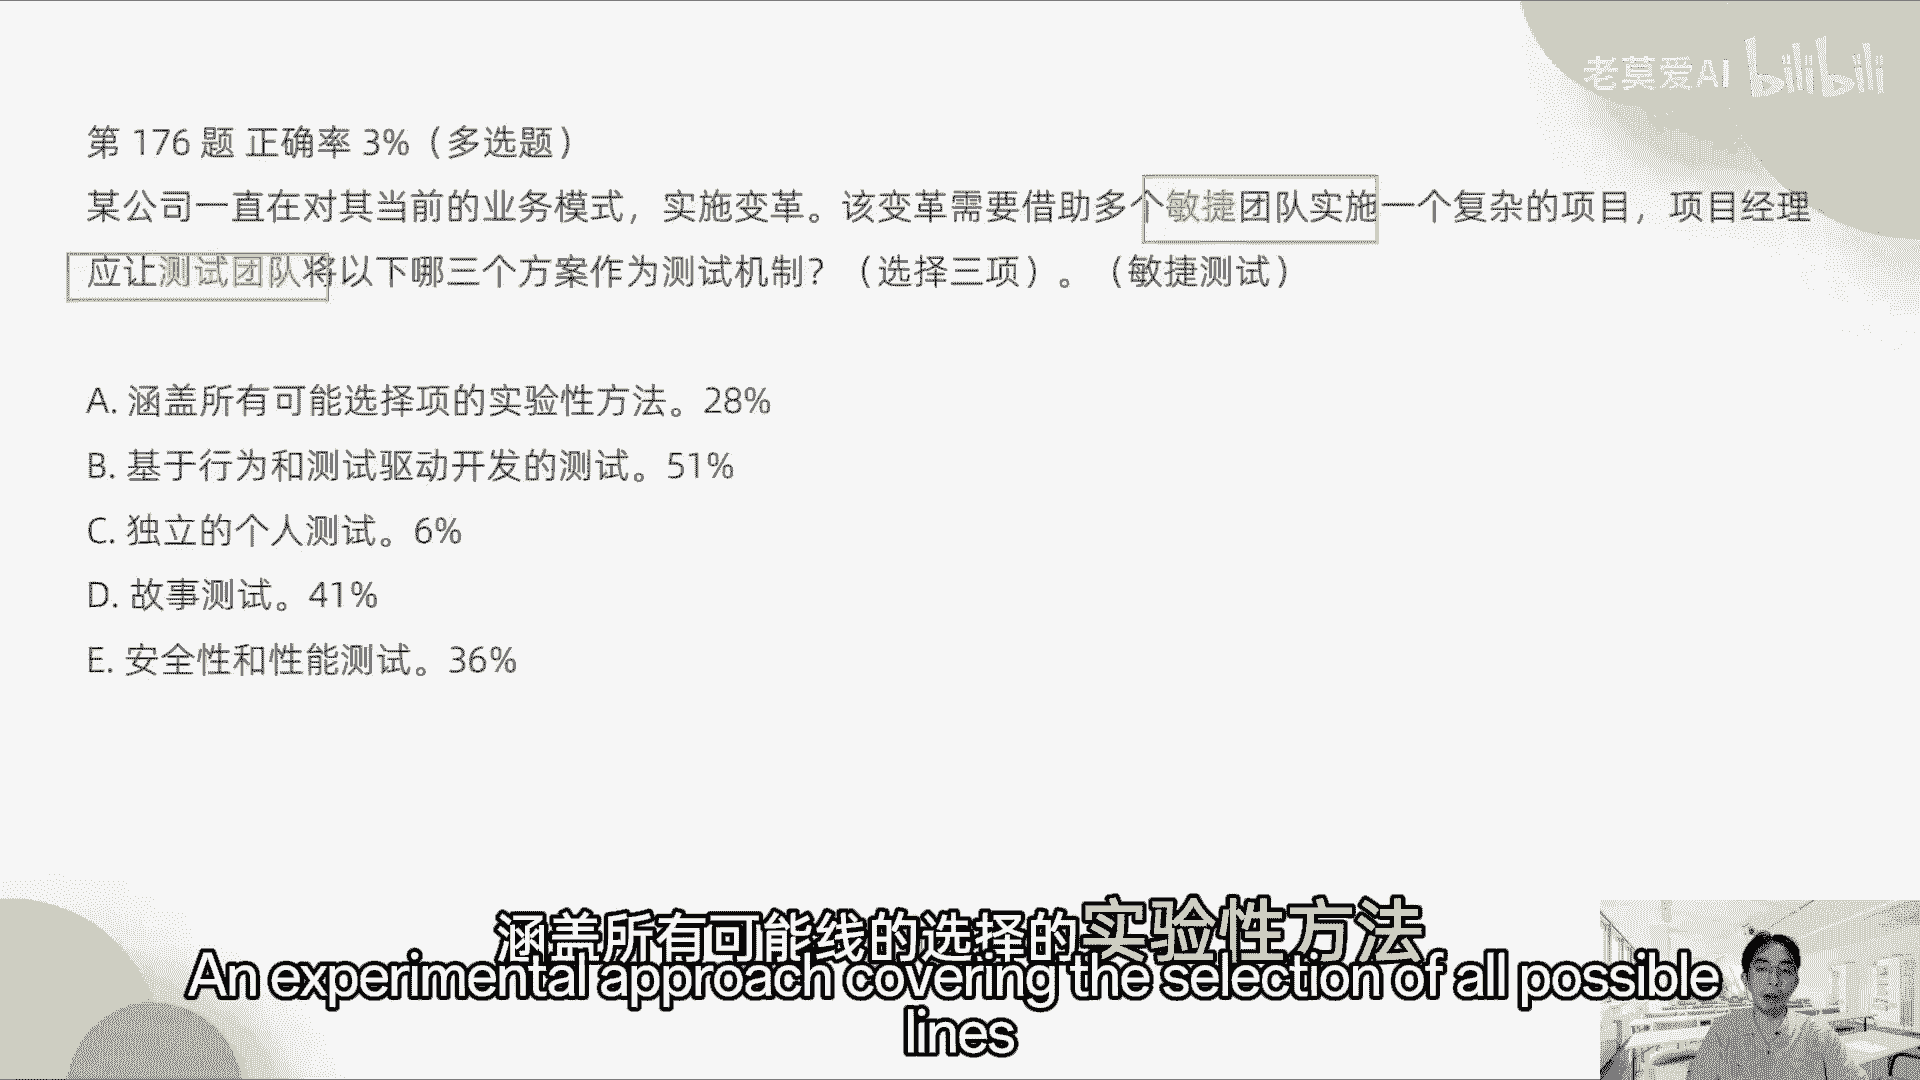 老莫爱AI bilibili
第 176 题 正确率 3%（多选题）
某公司一直在对其当前的业务模式，实施变革。该变革需要借助多个敏捷团队实施一个复杂的项目，项目经理
应让测试团队将以下哪三个方案作为测试机制？（选择三项）。（敏捷测试）
A. 涵盖所有可能选择项的实验性方法。28%
B. 基于行为和测试驱动开发的测试。51%
C. 独立的个人测试。6%
D. 故事测试。41%
E. 安全性和性能测试。36%
涵盖所有可能线的选择的实验性方法
An experimental approach covering the selection of all possible
lines